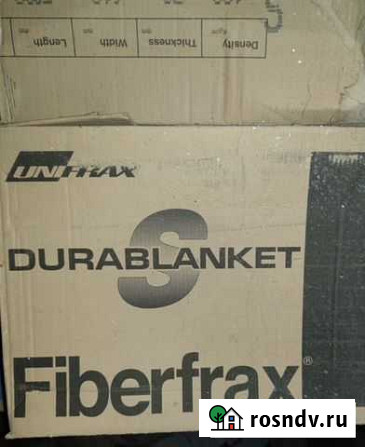 Density Thickness Width Length
UNIFRAX
S
DURABLANKET
Fiberfrax®
rosndv.ru